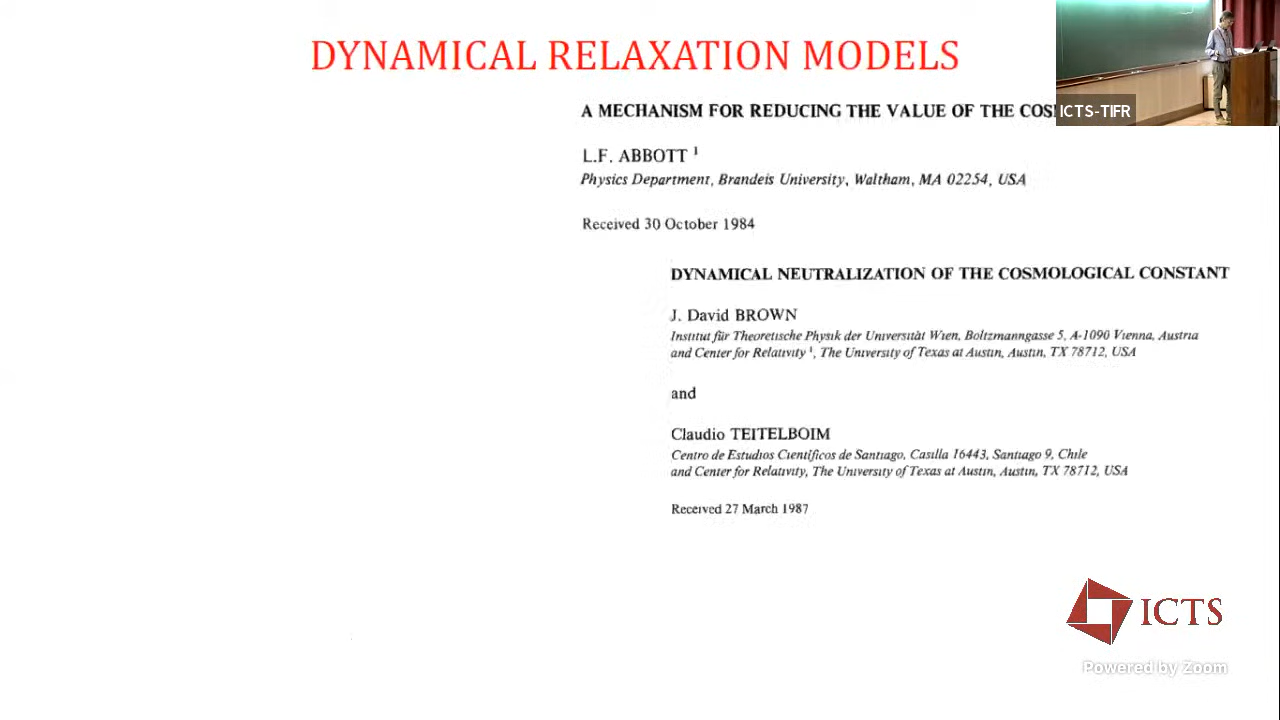 DYNAMICAL RELAXATION MODELS
A MECHANISM FOR REDUCING THE VALUE OF THE
ICTS-TIFR
L.F. ABBOTT 1
Physics Department, Brandeis University, Waltham, MA 02254, USA
Received 30 October 1984
DYNAMICAL NEUTRALIZATION OF THE COSMOLOGICAL CONSTANT
J. David BROWN
Institut für Theoretische Physik der Universität Wien, Boltzmanngasse 5, A-1090 Vienna, Austria
and Center for Relativity 1, The University of Texas at Austin, Austin, TX 78712, USA
and
Claudio TEITELBOIM
Centro de Estudios Científicos de Santiago, Casilla 16443, Santiago 9, Chile
and Center for Relativity, The University of Texas at Austin, Austin, TX 78712, USA
Received 27 March 1987
ICTS
Powered by Zoom